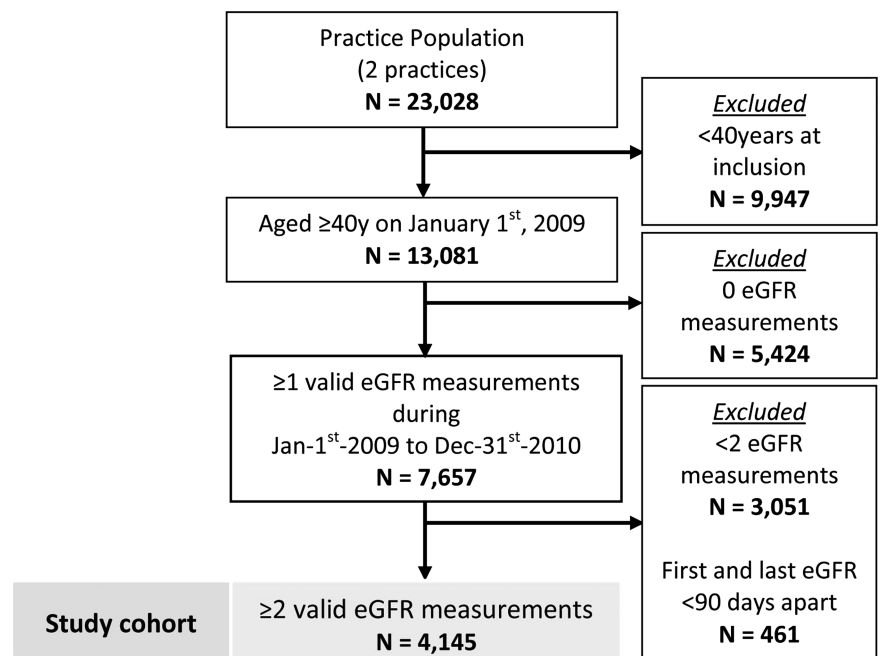 Practice Population
(2 practices)
N = 23,028
Excluded
<40years at
inclusion
N = 9,947
Aged ≥40y on January 1st, 2009
N = 13,081
Excluded
0 eGFR
measurements
N = 5,424
≥1 valid eGFR measurements
during
Jan-1st-2009 to Dec-31st-2010
N = 7,657
Excluded
<2 eGFR
measurements
N = 3,051
First and last eGFR
<90 days apart
N = 461
Study cohort
≥2 valid eGFR measurements
N = 4,145